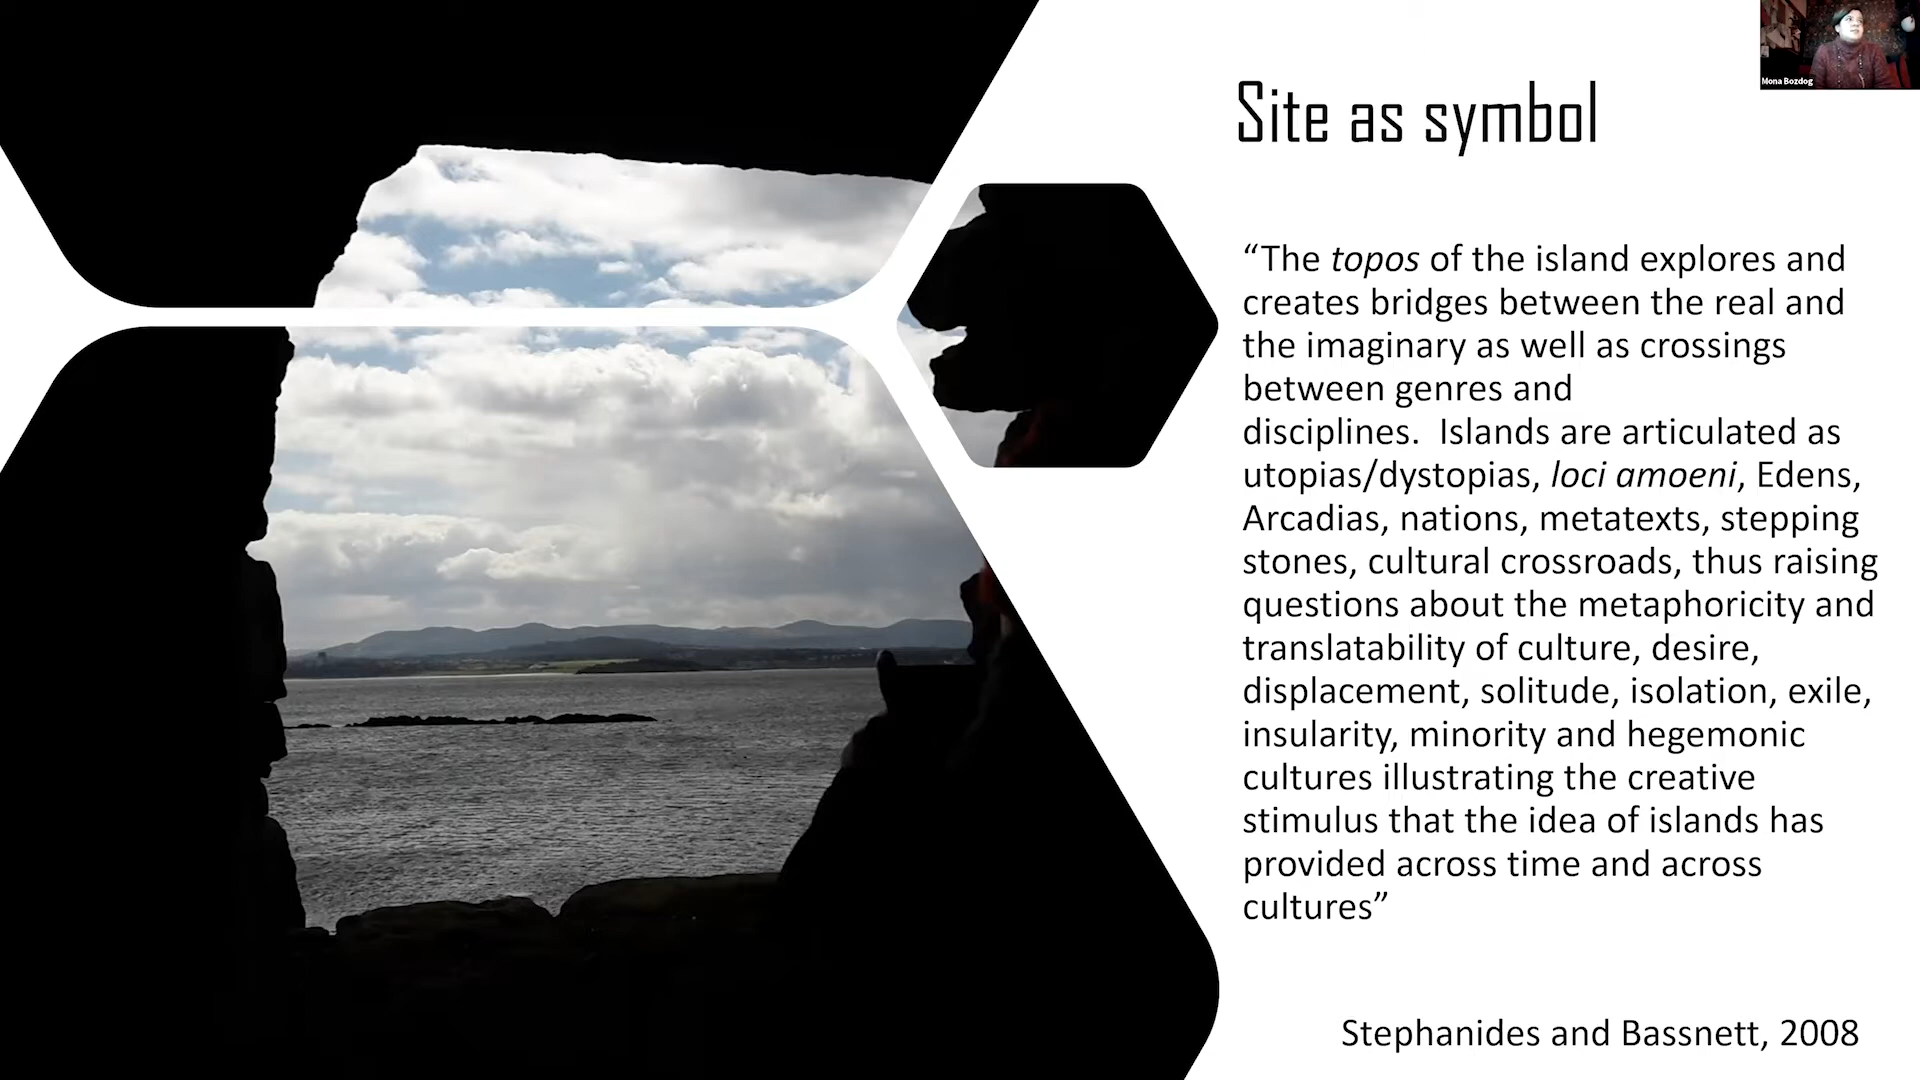 Mona Bozdog
Site as symbol
“The topos of the island explores and
creates bridges between the real and
the imaginary as well as crossings
between genres and
disciplines.  Islands are articulated as
utopias/dystopias, loci amoeni, Edens,
Arcadias, nations, metatexts, stepping
stones, cultural crossroads, thus raising
questions about the metaphoricity and
translatability of culture, desire,
displacement, solitude, isolation, exile,
insularity, minority and hegemonic
cultures illustrating the creative
stimulus that the idea of islands has
provided across time and across
cultures”
Stephanides and Bassnett, 2008